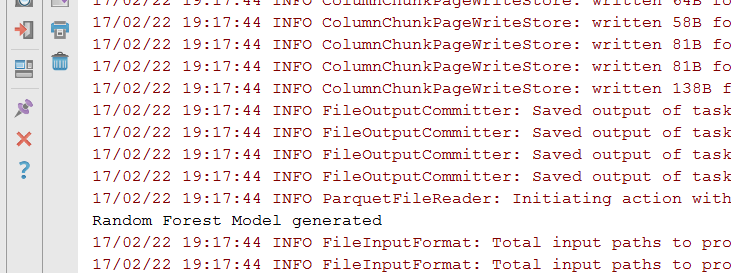 17/02/22 19:17:44 INFO ColumnChunkPageWriteStore: written 64B fo
17/02/22 19:17:44 INFO ColumnChunkPageWriteStore: written 58B fo
17/02/22 19:17:44 INFO ColumnChunkPageWriteStore: written 81B fo
17/02/22 19:17:44 INFO ColumnChunkPageWriteStore: written 81B fo
17/02/22 19:17:44 INFO ColumnChunkPageWriteStore: written 138B f
17/02/22 19:17:44 INFO FileOutputCommitter: Saved output of task
17/02/22 19:17:44 INFO FileOutputCommitter: Saved output of task
17/02/22 19:17:44 INFO FileOutputCommitter: Saved output of task
17/02/22 19:17:44 INFO FileOutputCommitter: Saved output of task
17/02/22 19:17:44 INFO ParquetFileReader: Initiating action with
Random Forest Model generated
17/02/22 19:17:44 INFO FileInputFormat: Total input paths to pro
17/02/22 19:17:44 INFO FileInputFormat: Total input paths to pro